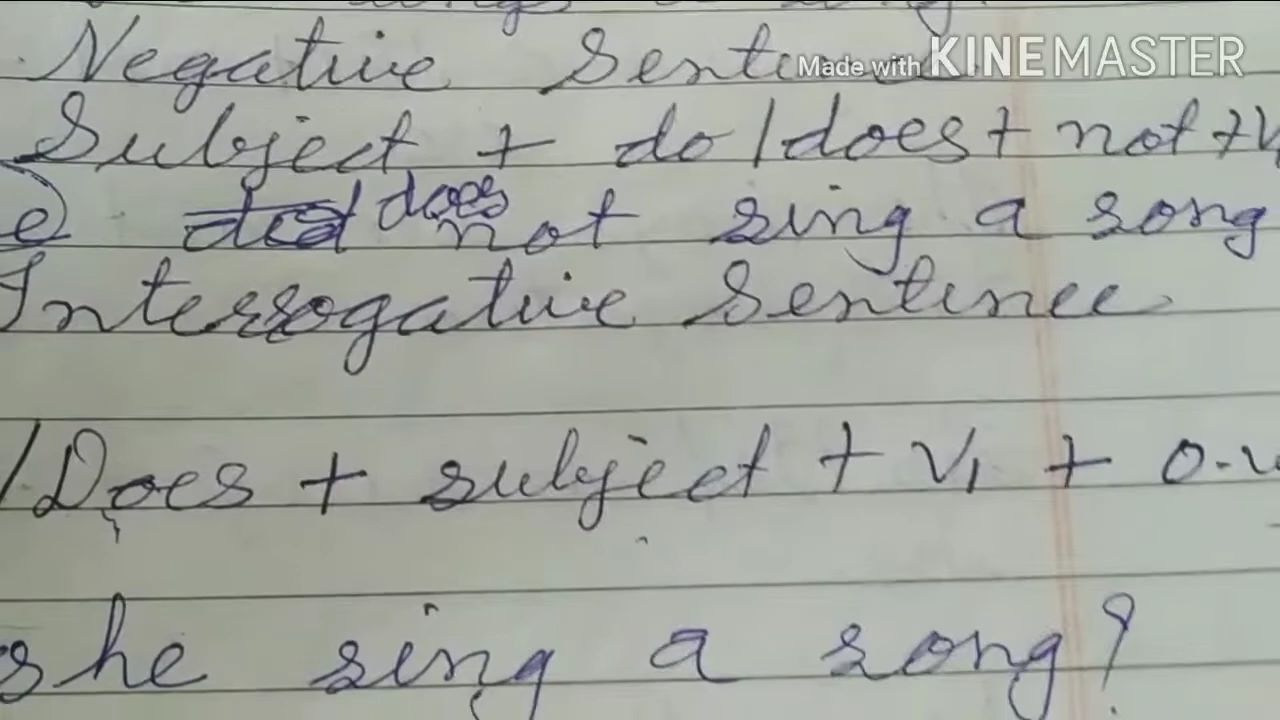 Negative Sentence
Made with KINEMASTER
Subject + do/does + not + V
e) does not sing a song
Interrogative Sentence
/Does + subject + V1 + o.w
she sing a song?